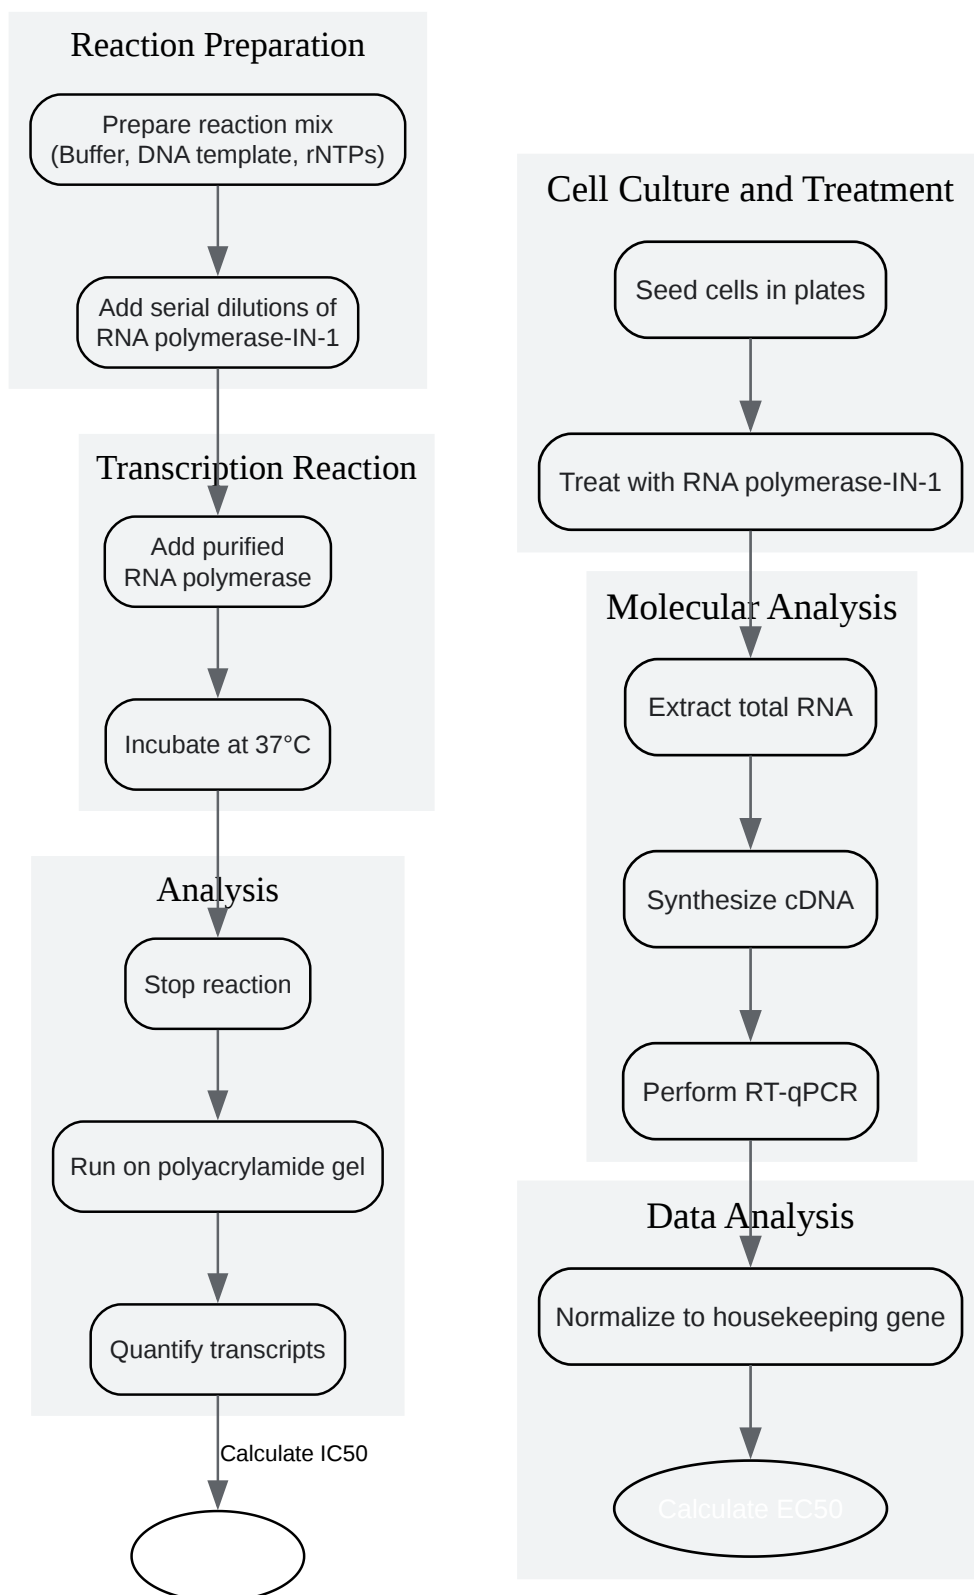 Reaction Preparation
Prepare reaction mix
(Buffer, DNA template, rNTPs)
Add serial dilutions of
RNA polymerase-IN-1
Transcription Reaction
Add purified
RNA polymerase
Incubate at 37°C
Analysis
Stop reaction
Run on polyacrylamide gel
Quantify transcripts
Calculate IC50
Cell Culture and Treatment
Seed cells in plates
Treat with RNA polymerase-IN-1
Molecular Analysis
Extract total RNA
Synthesize cDNA
Perform RT-qPCR
Data Analysis
Normalize to housekeeping gene
Calculate EC50